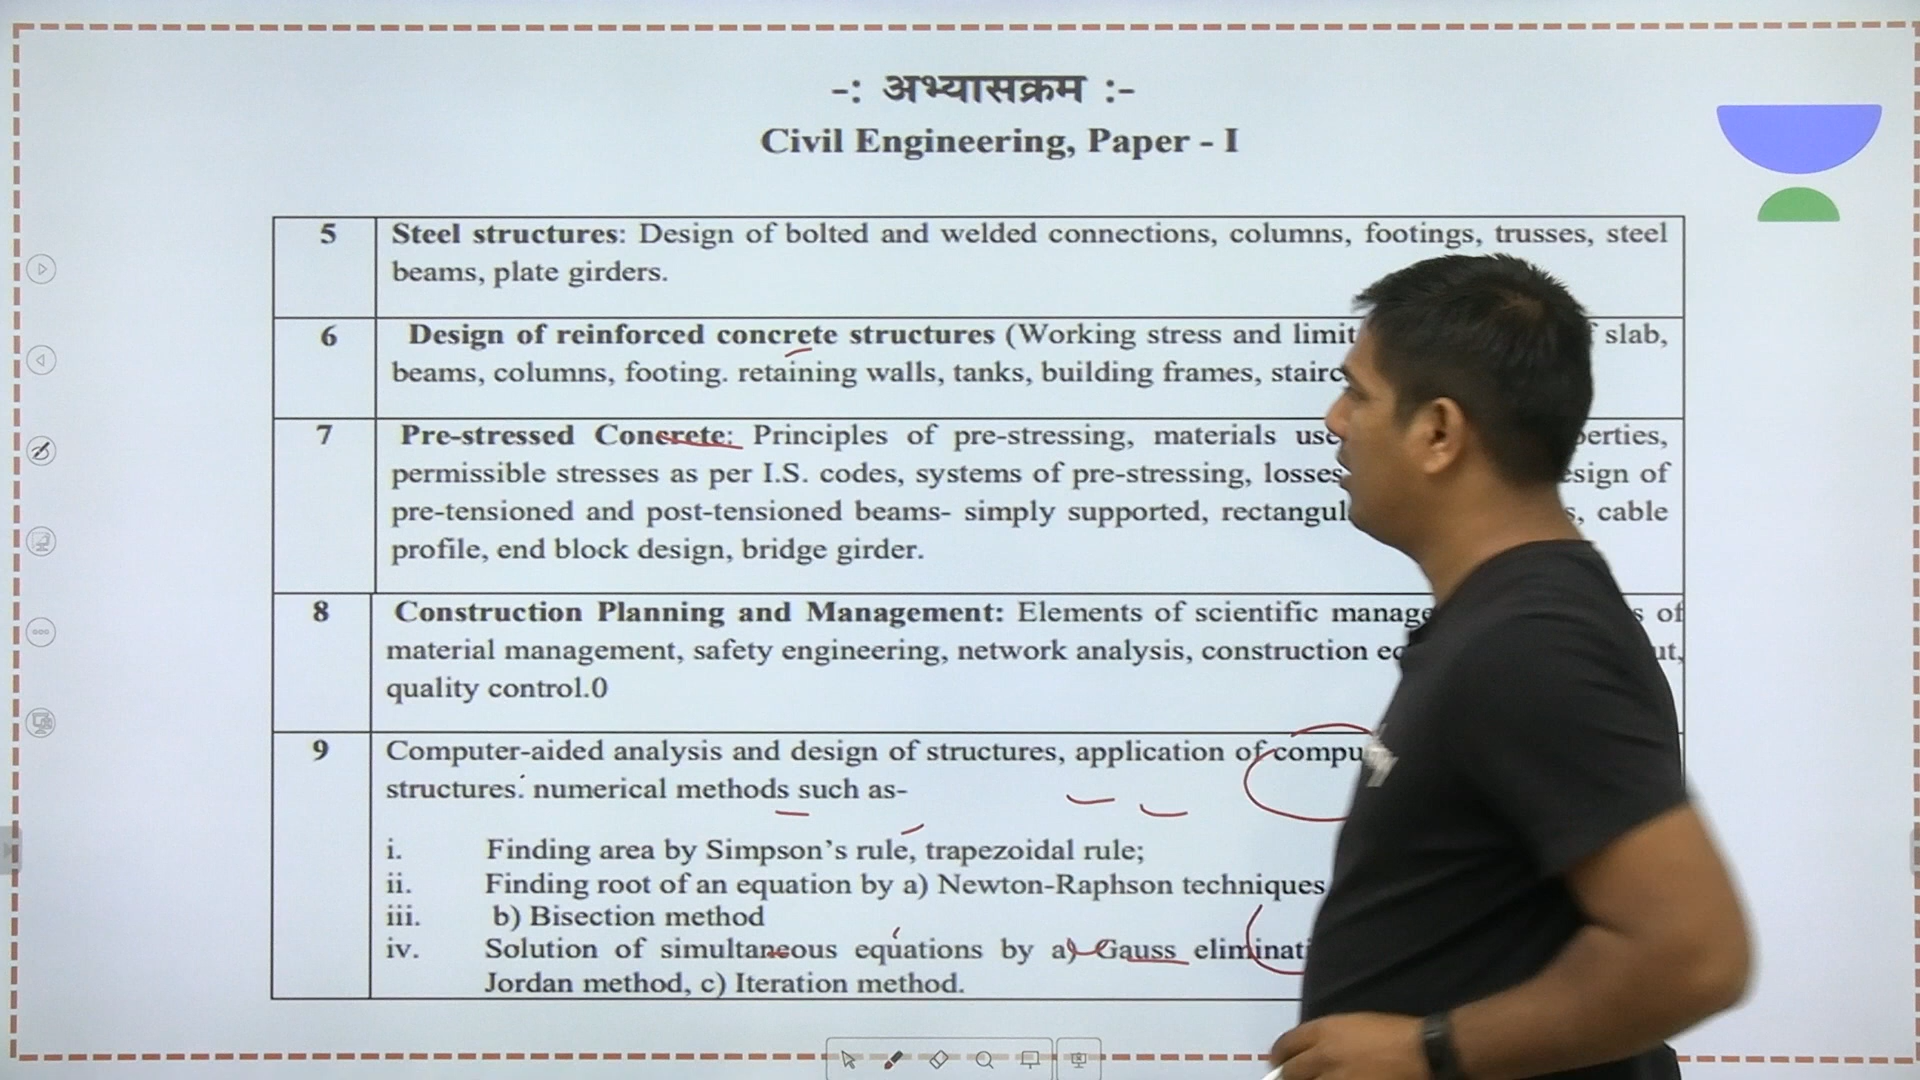 -: अभ्यासक्रम :-
Civil Engineering, Paper - I
5 Steel structures: Design of bolted and welded connections, columns, footings, trusses, steel
beams, plate girders.
6 Design of reinforced concrete structures (Working stress and limit slab,
beams, columns, footing. retaining walls, tanks, building frames,
7 Pre-stressed Concrete: Principles of pre-stressing, materials
permissible stresses as per I.S. codes, systems of pre-stressing, losses of
pre-tensioned and post-tensioned beams- simply supported, cable
profile, end block design, bridge girder.
8 Construction Planning and Management: Elements of scientific of
material management, safety engineering, network analysis, construction
quality control.0
9 Computer-aided analysis and design of structures, application of
structures. numerical methods such as-
i. Finding area by Simpson's rule, trapezoidal rule;
ii. Finding root of an equation by a) Newton-Raphson techniques
iii. b) Bisection method
iv. Solution of simultaneous equations by a) Gauss
Jordan method, c) Iteration method.